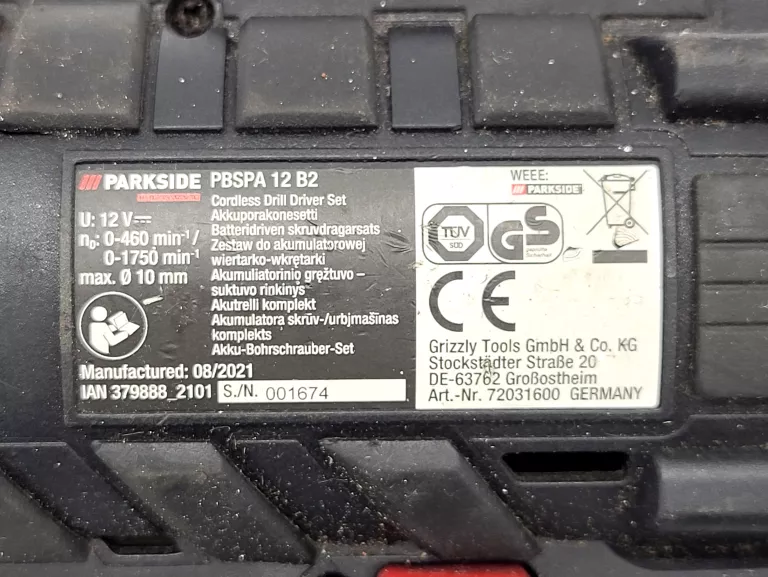 PARKSIDE PBSPA 12 B2
U: 12 V
n₀: 0-460 min⁻¹/
0-1750 min⁻¹
max. Ø 10 mm
Cordless Drill Driver Set
Akkuporakonesetti
Batteridriven skruvdragarsats
Zestaw do akumulatorowej
wiertarko-wkrętarki
Akumuliatorinio gręžtuvo –
suktuvo rinkinys
Akutrelli komplekt
Akumulatora skrūv-/urbjmašīnas
komplekts
Akku-Bohrschrauber-Set
Manufactured: 08/2021
IAN 379888_2101 S./N. 001674
WEEE:
PARKSIDE
TÜV
SÜD
GS
geprüfte
Sicherheit
CE
Grizzly Tools GmbH & Co. KG
Stockstädter Straße 20
DE-63762 Großostheim
Art.-Nr. 72031600 GERMANY